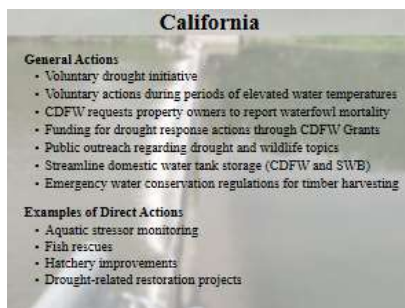 California
General Actions
• Voluntary drought initiative
• Voluntary actions during periods of elevated water temperatures
• CDFW requests property owners to report waterfowl mortality
• Funding for drought response actions through CDFW Grants
• Public outreach regarding drought and wildlife topics
• Streamline domestic water tank storage (CDFW and SWB)
• Emergency water conservation regulations for timber harvesting
Examples of Direct Actions
• Aquatic stressor monitoring
• Fish rescues
• Hatchery improvements
• Drought-related restoration projects